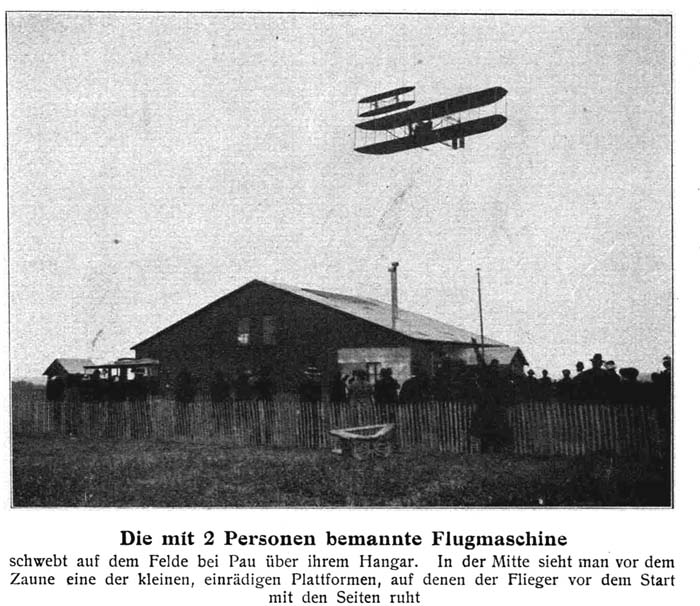 Die mit 2 Personen bemannte Flugmaschine
schwebt auf dem Felde bei Pau über ihrem Hangar. In der Mitte sieht man vor dem
Zaune eine der kleinen, einrädigen Plattformen, auf denen der Flieger vor dem Start
mit den Seiten ruht